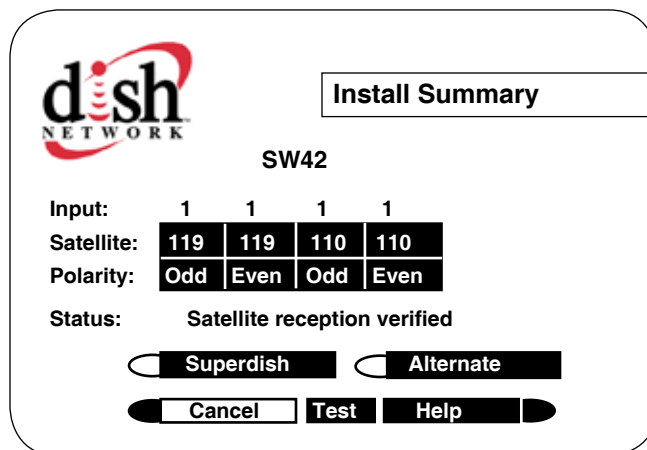 dish
NETWORK
Install Summary
SW42
Input: 1 1 1 1
Satellite: 119 119 110 110
Polarity: Odd Even Odd Even
Status: Satellite reception verified
Superdish Alternate
Cancel Test Help